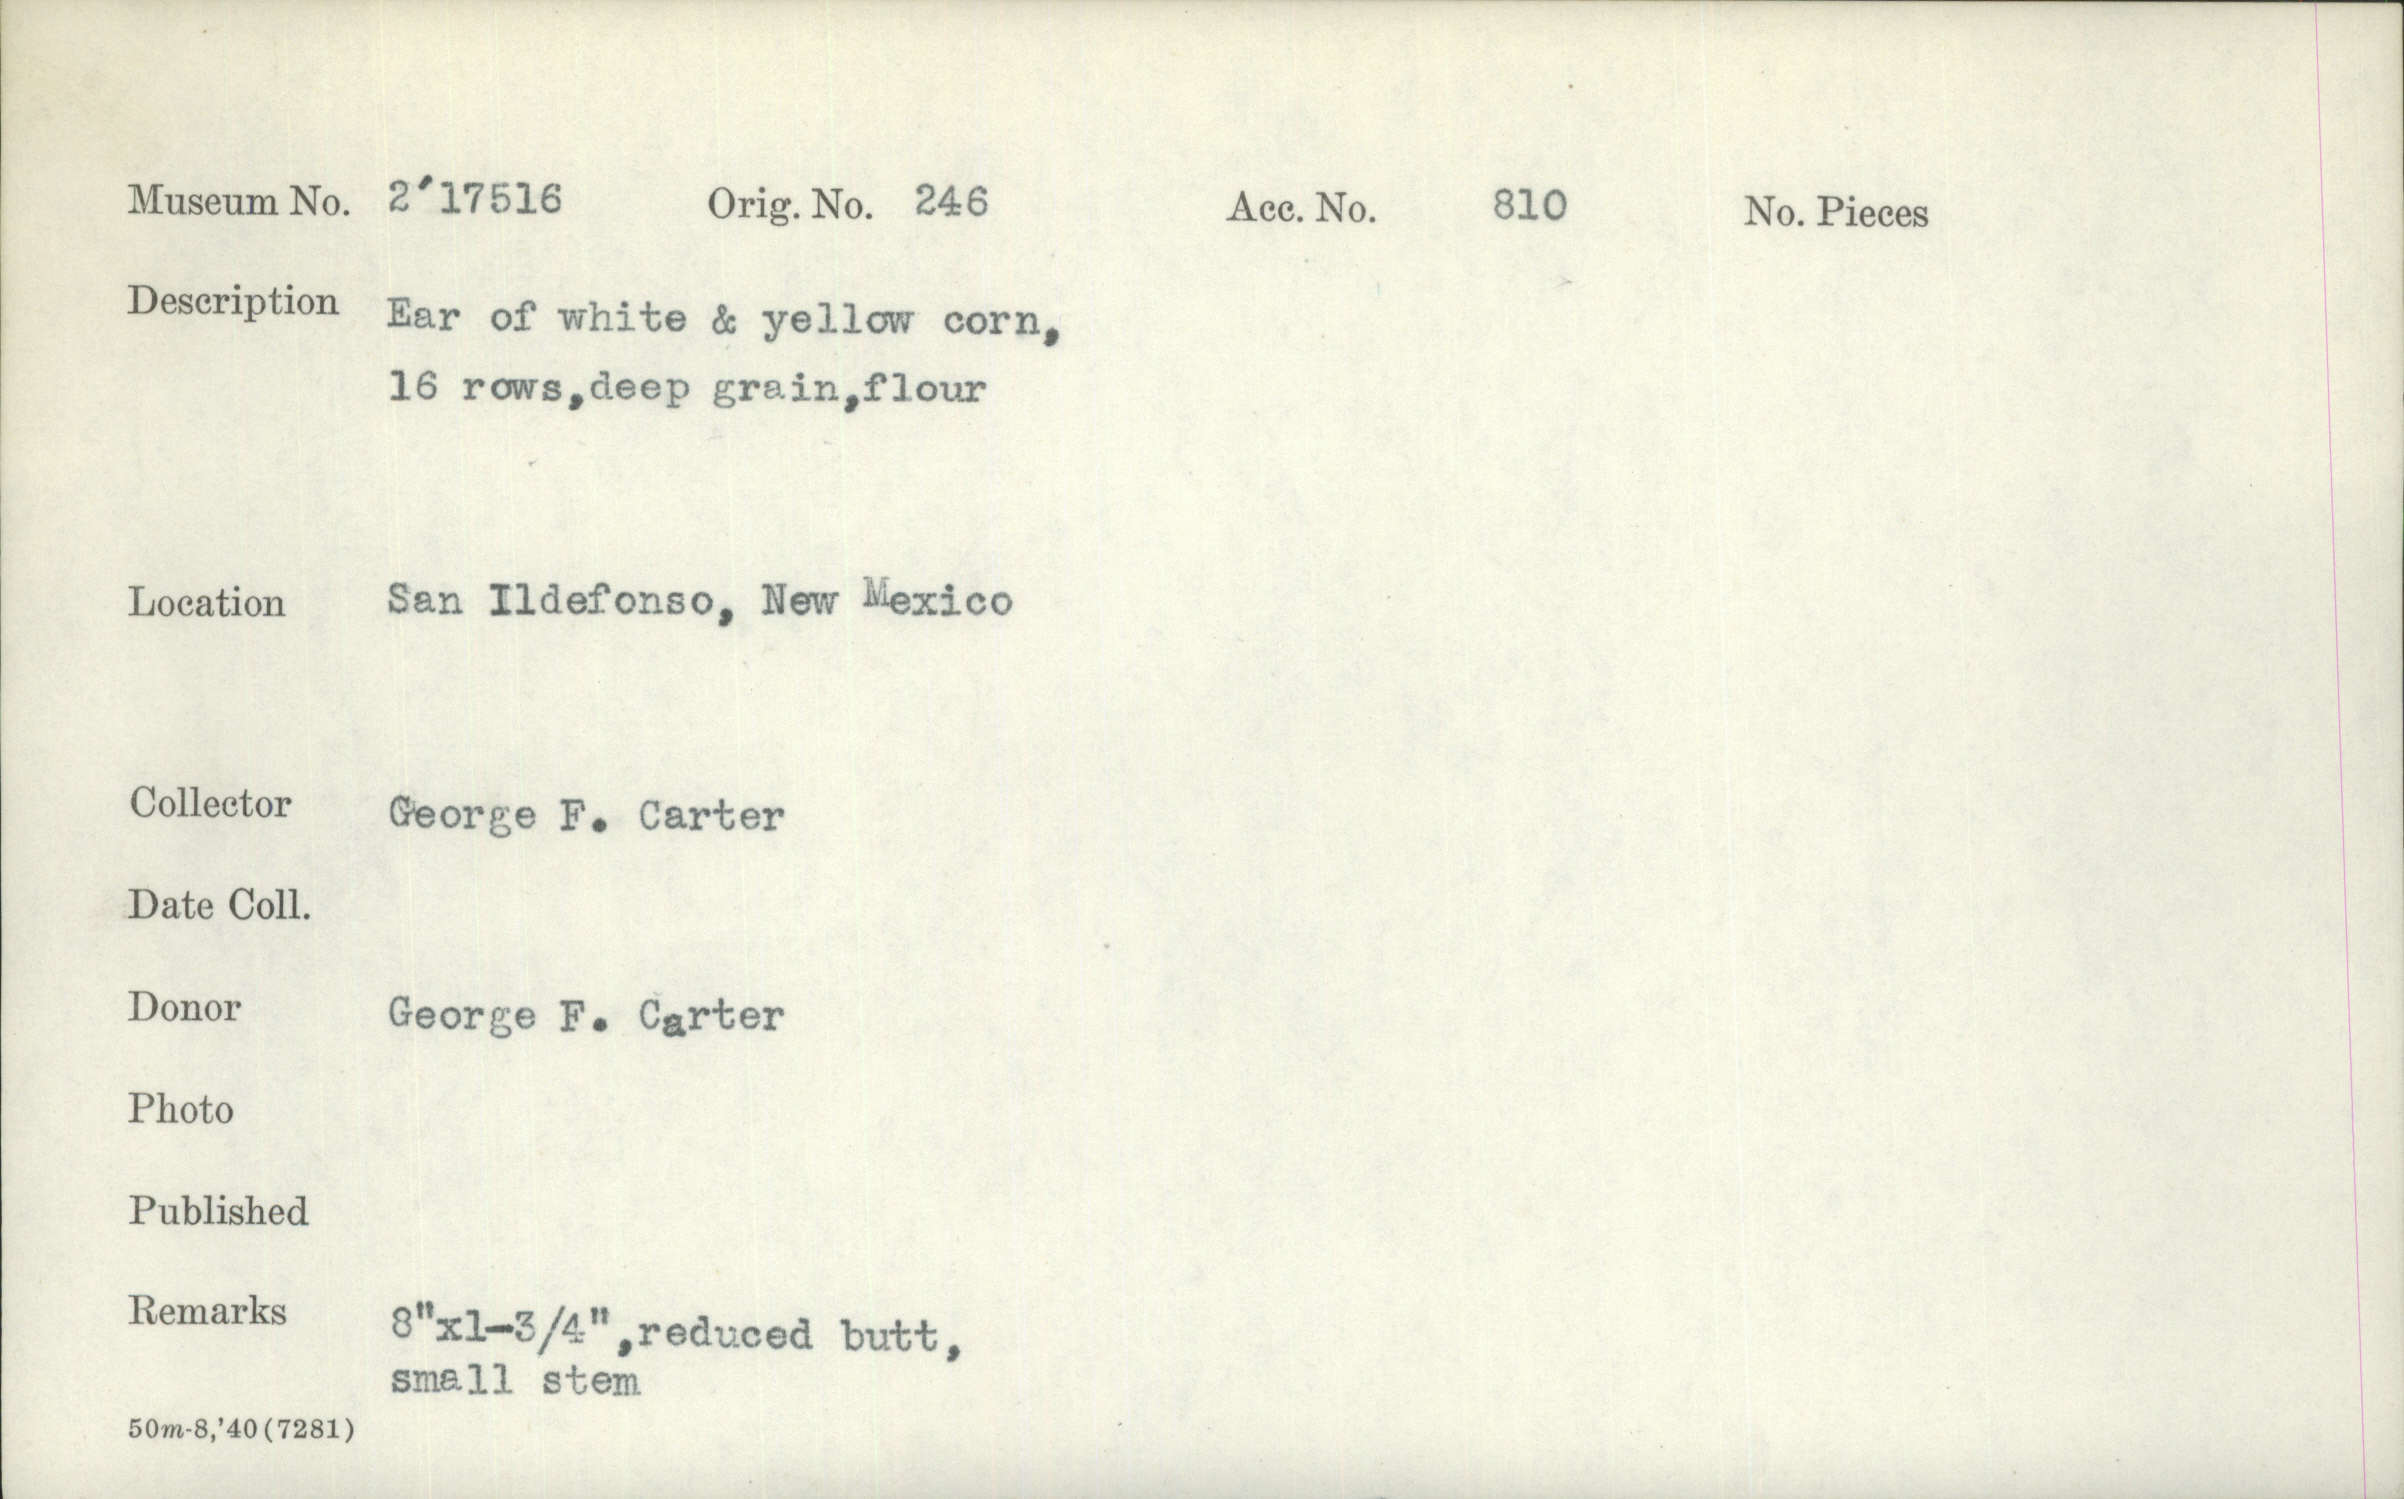 Museum No. 2'17516 Orig. No. 246 Acc. No. 810 No. Pieces
Description Ear of white & yellow corn,
16 rows,deep grain,flour
Location San Ildefonso, New Mexico
Collector George F. Carter
Date Coll.
Donor George F. Carter
Photo
Published
Remarks 8"x1-3/4",reduced butt,
small stem
50m-8,'40(7281)